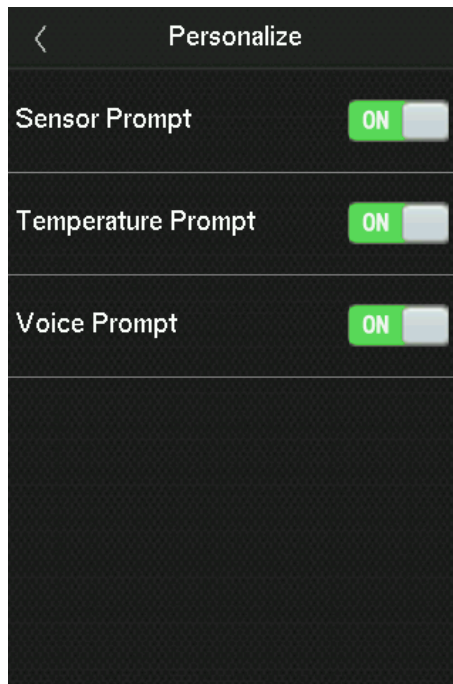 Personalize
Sensor Prompt ON
Temperature Prompt ON
Voice Prompt ON